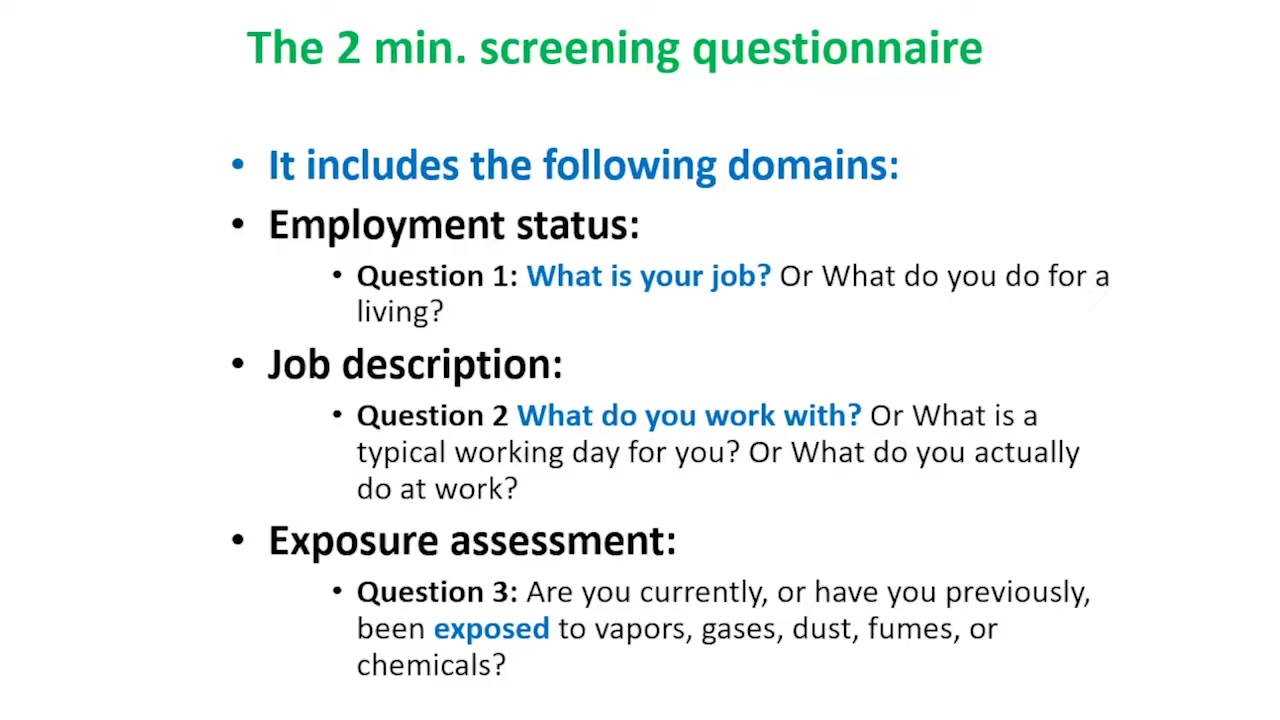 The 2 min. screening questionnaire
• It includes the following domains:
• Employment status:
• Question 1: What is your job? Or What do you do for a
living?
• Job description:
• Question 2 What do you work with? Or What is a
typical working day for you? Or What do you actually
do at work?
• Exposure assessment:
• Question 3: Are you currently, or have you previously,
been exposed to vapors, gases, dust, fumes, or
chemicals?